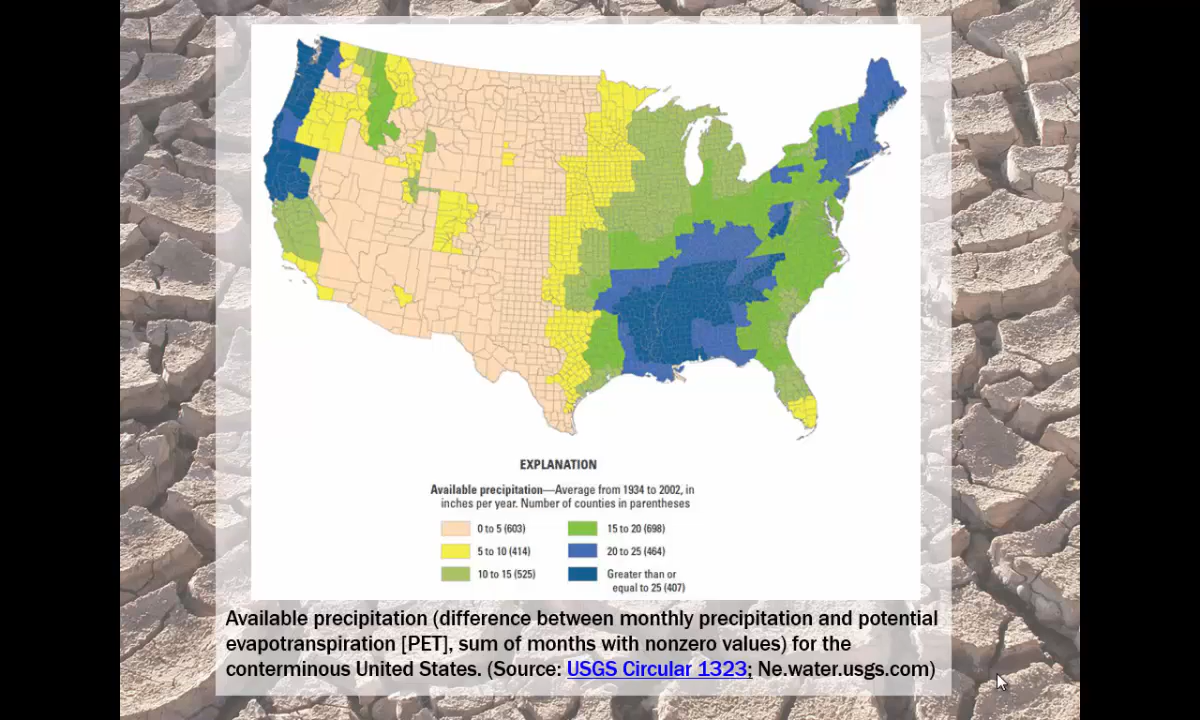 EXPLANATION
Available precipitation—Average from 1934 to 2002, in
inches per year. Number of counties in parentheses
0 to 5 (603)
5 to 10 (414)
10 to 15 (525)
15 to 20 (698)
20 to 25 (464)
Greater than or
equal to 25 (407)
Available precipitation (difference between monthly precipitation and potential
evapotranspiration [PET], sum of months with nonzero values) for the
conterminous United States. (Source: USGS Circular 1323; Ne.water.usgs.com)